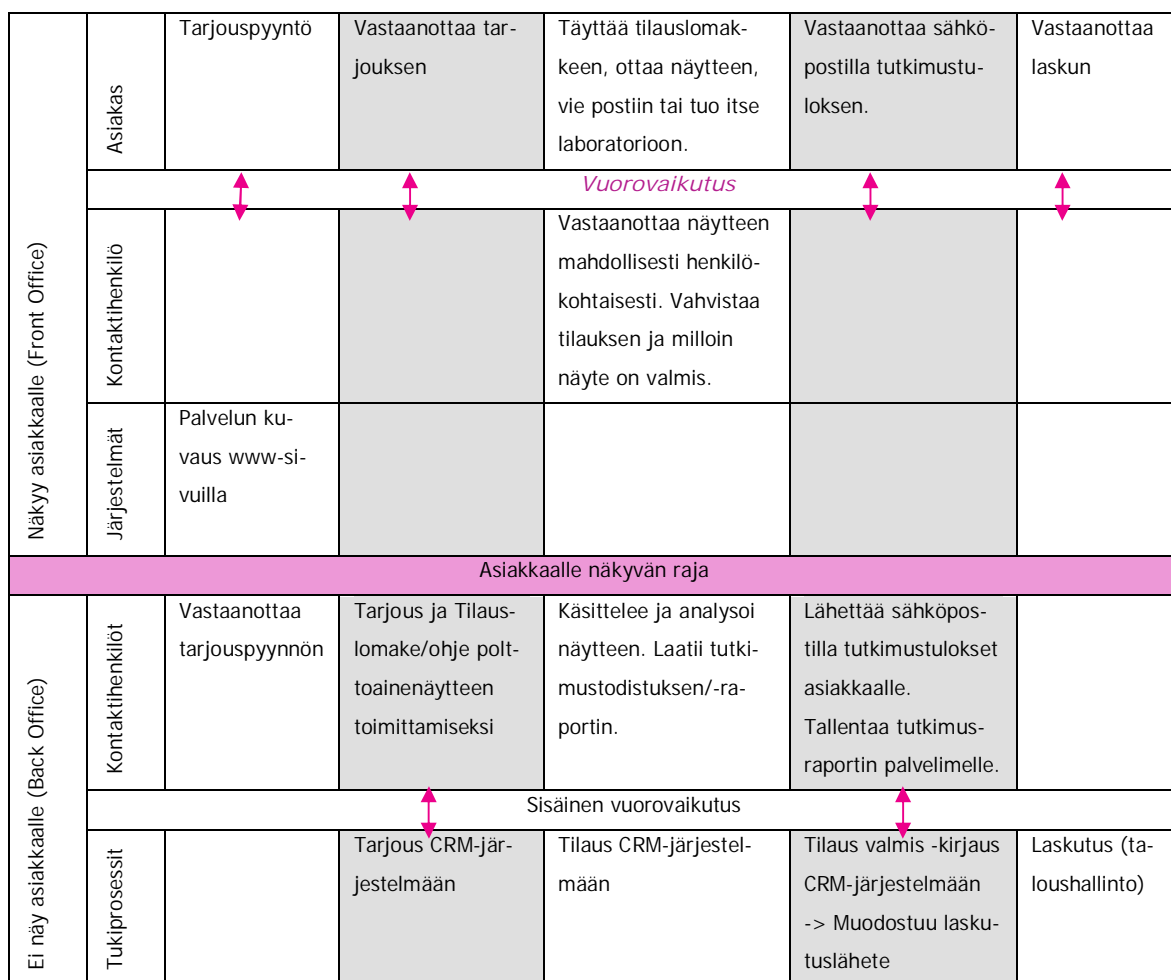 Näkyy asiakkaalle (Front Office)
Asiakas
Tarjouspyyntö
Vastaanottaa tar-
jouksen
Täyttää tilauslomak-
keen, ottaa näytteen,
vie postiin tai tuo itse
laboratorioon.
Vastaanottaa sähkö-
postilla tutkimustu-
loksen.
Vastaanottaa
laskun
Vuorovaikutus
Kontaktihenkilö
Vastaanottaa näytteen
mahdollisesti henkilö-
kohtaisesti. Vahvistaa
tilauksen ja milloin
näyte on valmis.
Järjestelmät
Palvelun ku-
vaus www-si-
vuilla
Asiakkaalle näkyvän raja
Ei näy asiakkaalle (Back Office)
Kontaktihenkilöt
Vastaanottaa
tarjouspyynnön
Tarjous ja Tilaus-
lomake/ohje polt-
toainenäytteen
toimittamiseksi
Käsittelee ja analysoi
näytteen. Laatii tutki-
mustodistuksen/-ra-
portin.
Lähettää sähköpos-
tilla tutkimustulokset
asiakkaalle.
Tallentaa tutkimus-
raportin palvelimelle.
Sisäinen vuorovaikutus
Tukiprosessit
Tarjous CRM-jär-
jestelmään
Tilaus CRM-järjestel-
mään
Tilaus valmis -kirjaus
CRM-järjestelmään
-> Muodostuu lasku-
tuslähete
Laskutus (ta-
loushallinto)